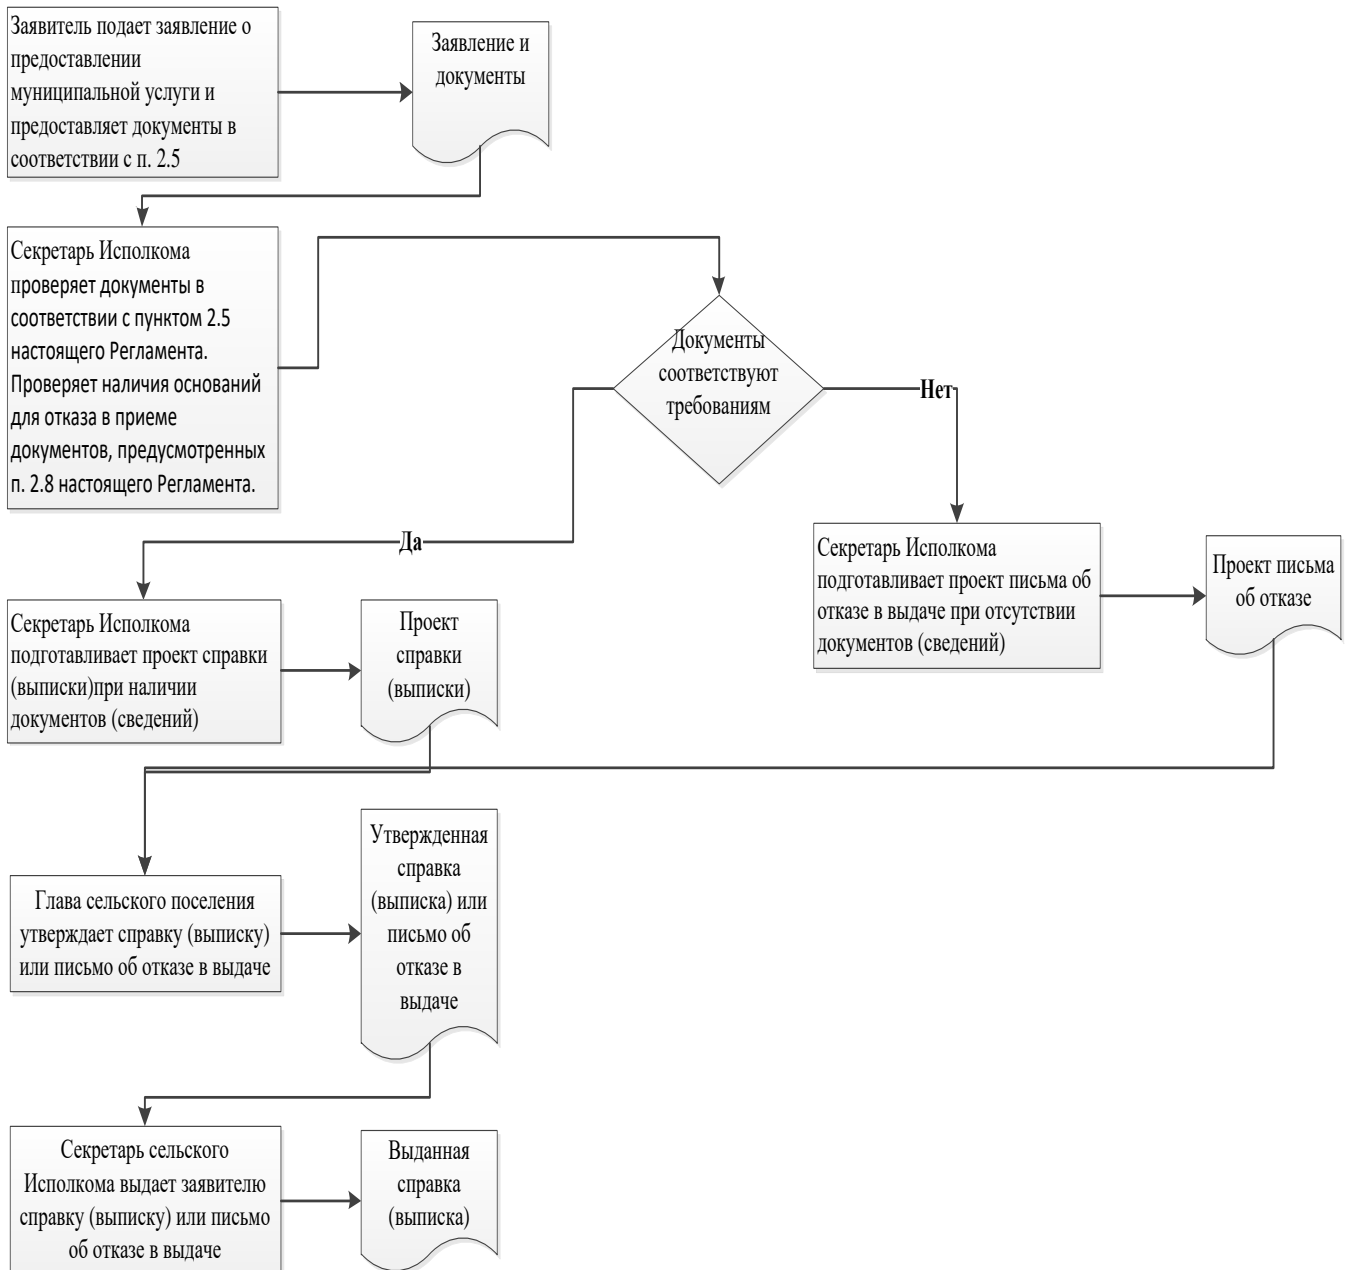 Заявитель подает заявление о
предоставлении
муниципальной услуги и
предоставляет документы в
соответствии с п. 2.5
Заявление и
документы
Секретарь Исполкома
проверяет документы в
соответствии с пунктом 2.5
настоящего Регламента.
Проверяет наличия оснований
для отказа в приеме
документов, предусмотренных
п. 2.8 настоящего Регламента.
Документы
соответствуют
требованиям
Нет
Да
Секретарь Исполкома
подготавливает проект письма об
отказе в выдаче при отсутствии
документов (сведений)
Проект письма
об отказе
Секретарь Исполкома
подготавливает проект справки
(выписки)при наличии
документов (сведений)
Проект
справки
(выписки)
Глава сельского поселения
утверждает справку (выписку)
или письмо об отказе в выдаче
Утвержденная
справка
(выписка) или
письмо об
отказе в
выдаче
Секретарь сельского
Исполкома выдает заявителю
справку (выписку) или письмо
об отказе в выдаче
Выданная
справка
(выписка)